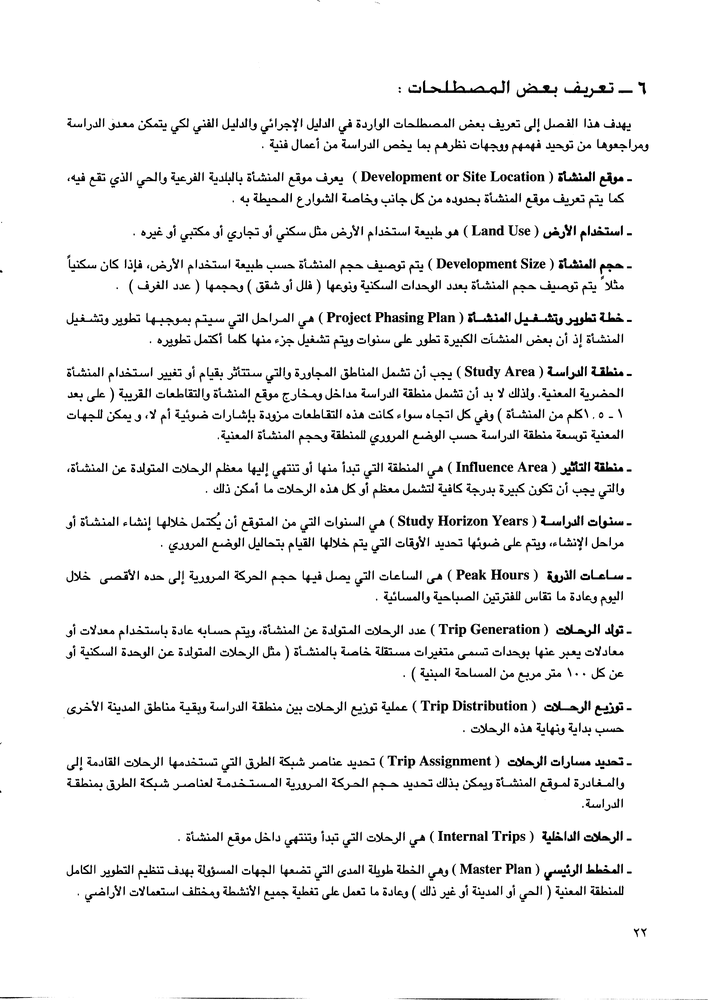 ٦ ـ تعريف بعض المصطلحات :
يهدف هذا الفصل إلى تعريف بعض المصطلحات الواردة في الدليل الإجرائي والدليل الفني لكي يتمكن معدو الدراسة
ومراجعوها من توحيد فهمهم ووجهات نظرهم بما يخص الدراسة من أعمال فنية .
ـ موقع المنشأة ( Development or Site Location ) يعرف موقع المنشأة بالبلدية الفرعية والحي الذي تقع فيه،
كما يتم تعريف موقع المنشأة بحدوده من كل جانب وخاصة الشوارع المحيطة به .
ـ استخدام الأرض ( Land Use ) هو طبيعة استخدام الأرض مثل سكني أو تجاري أو مكتبي أو غيره .
ـ حجم المنشأة ( Development Size ) يتم توصيف حجم المنشأة حسب طبيعة استخدام الأرض، فإذا كان سكنياً
مثلاً يتم توصيف حجم المنشأة بعدد الوحدات السكنية ونوعها ( فلل أو شقق ) وحجمها ( عدد الغرف ) .
ـ خطة تطوير وتشغيل المنشأة ( Project Phasing Plan ) هي المراحل التي سيتم بموجبها تطوير وتشغيل
المنشأة إذ أن بعض المنشآت الكبيرة تطور على سنوات ويتم تشغيل جزء منها كلما أكتمل تطويره .
ـ منطقة الدراسة ( Study Area ) يجب أن تشمل المناطق المجاورة والتي ستتأثر بقيام أو تغيير استخدام المنشأة
الحضرية المعنية. ولذلك لا بد أن تشمل منطقة الدراسة مداخل ومخارج موقع المنشأة والتقاطعات القريبة ( على بعد
١ ـ ١,٥كلم من المنشأة ) وفي كل اتجاه سواء كانت هذه التقاطعات مزودة بإشارات ضوئية أم لا، و يمكن للجهات
المعنية توسعة منطقة الدراسة حسب الوضع المروري للمنطقة وحجم المنشأة المعنية.
ـ منطقة التأثير ( Influence Area ) هي المنطقة التي تبدأ منها أو تنتهي إليها معظم الرحلات المتولدة عن المنشأة،
والتي يجب أن تكون كبيرة بدرجة كافية لتشمل معظم أو كل هذه الرحلات ما أمكن ذلك .
ـ سنوات الدراسة ( Study Horizon Years ) هي السنوات التي من المتوقع أن يُكتمل خلالها إنشاء المنشأة أو
مراحل الإنشاء، ويتم على ضوئها تحديد الأوقات التي يتم خلالها القيام بتحاليل الوضع المروري .
ـ ساعات الذروة ( Peak Hours ) هى الساعات التي يصل فيها حجم الحركة المرورية إلى حده الأقصى خلال
اليوم وعادة ما تقاس للفترتين الصباحية والمسائية .
ـ تولد الرحلات ( Trip Generation ) عدد الرحلات المتولدة عن المنشأة، ويتم حسابه عادة باستخدام معدلات أو
معادلات يعبر عنها بوحدات تسمى متغيرات مستقلة خاصة بالمنشأة ( مثل الرحلات المتولدة عن الوحدة السكنية أو
عن كل ١٠٠ متر مربع من المساحة المبنية ) .
ـ توزيع الرحلات ( Trip Distribution ) عملية توزيع الرحلات بين منطقة الدراسة وبقية مناطق المدينة الأخرى
حسب بداية ونهاية هذه الرحلات .
ـ تحديد مسارات الرحلات ( Trip Assignment ) تحديد عناصر شبكة الطرق التي تستخدمها الرحلات القادمة إلى
والمغادرة لموقع المنشأة ويمكن بذلك تحديد حجم الحركة المرورية المستخدمة لعناصر شبكة الطرق بمنطقة
الدراسة.
ـ الرحلات الداخلية ( Internal Trips ) هي الرحلات التي تبدأ وتنتهي داخل موقع المنشأة .
ـ المخطط الرئيسي ( Master Plan ) وهي الخطة طويلة المدى التي تضعها الجهات المسؤولة بهدف تنظيم التطوير الكامل
للمنطقة المعنية ( الحي أو المدينة أو غير ذلك ) وعادة ما تعمل على تغطية جميع الأنشطة ومختلف استعمالات الأراضي .
٢٢